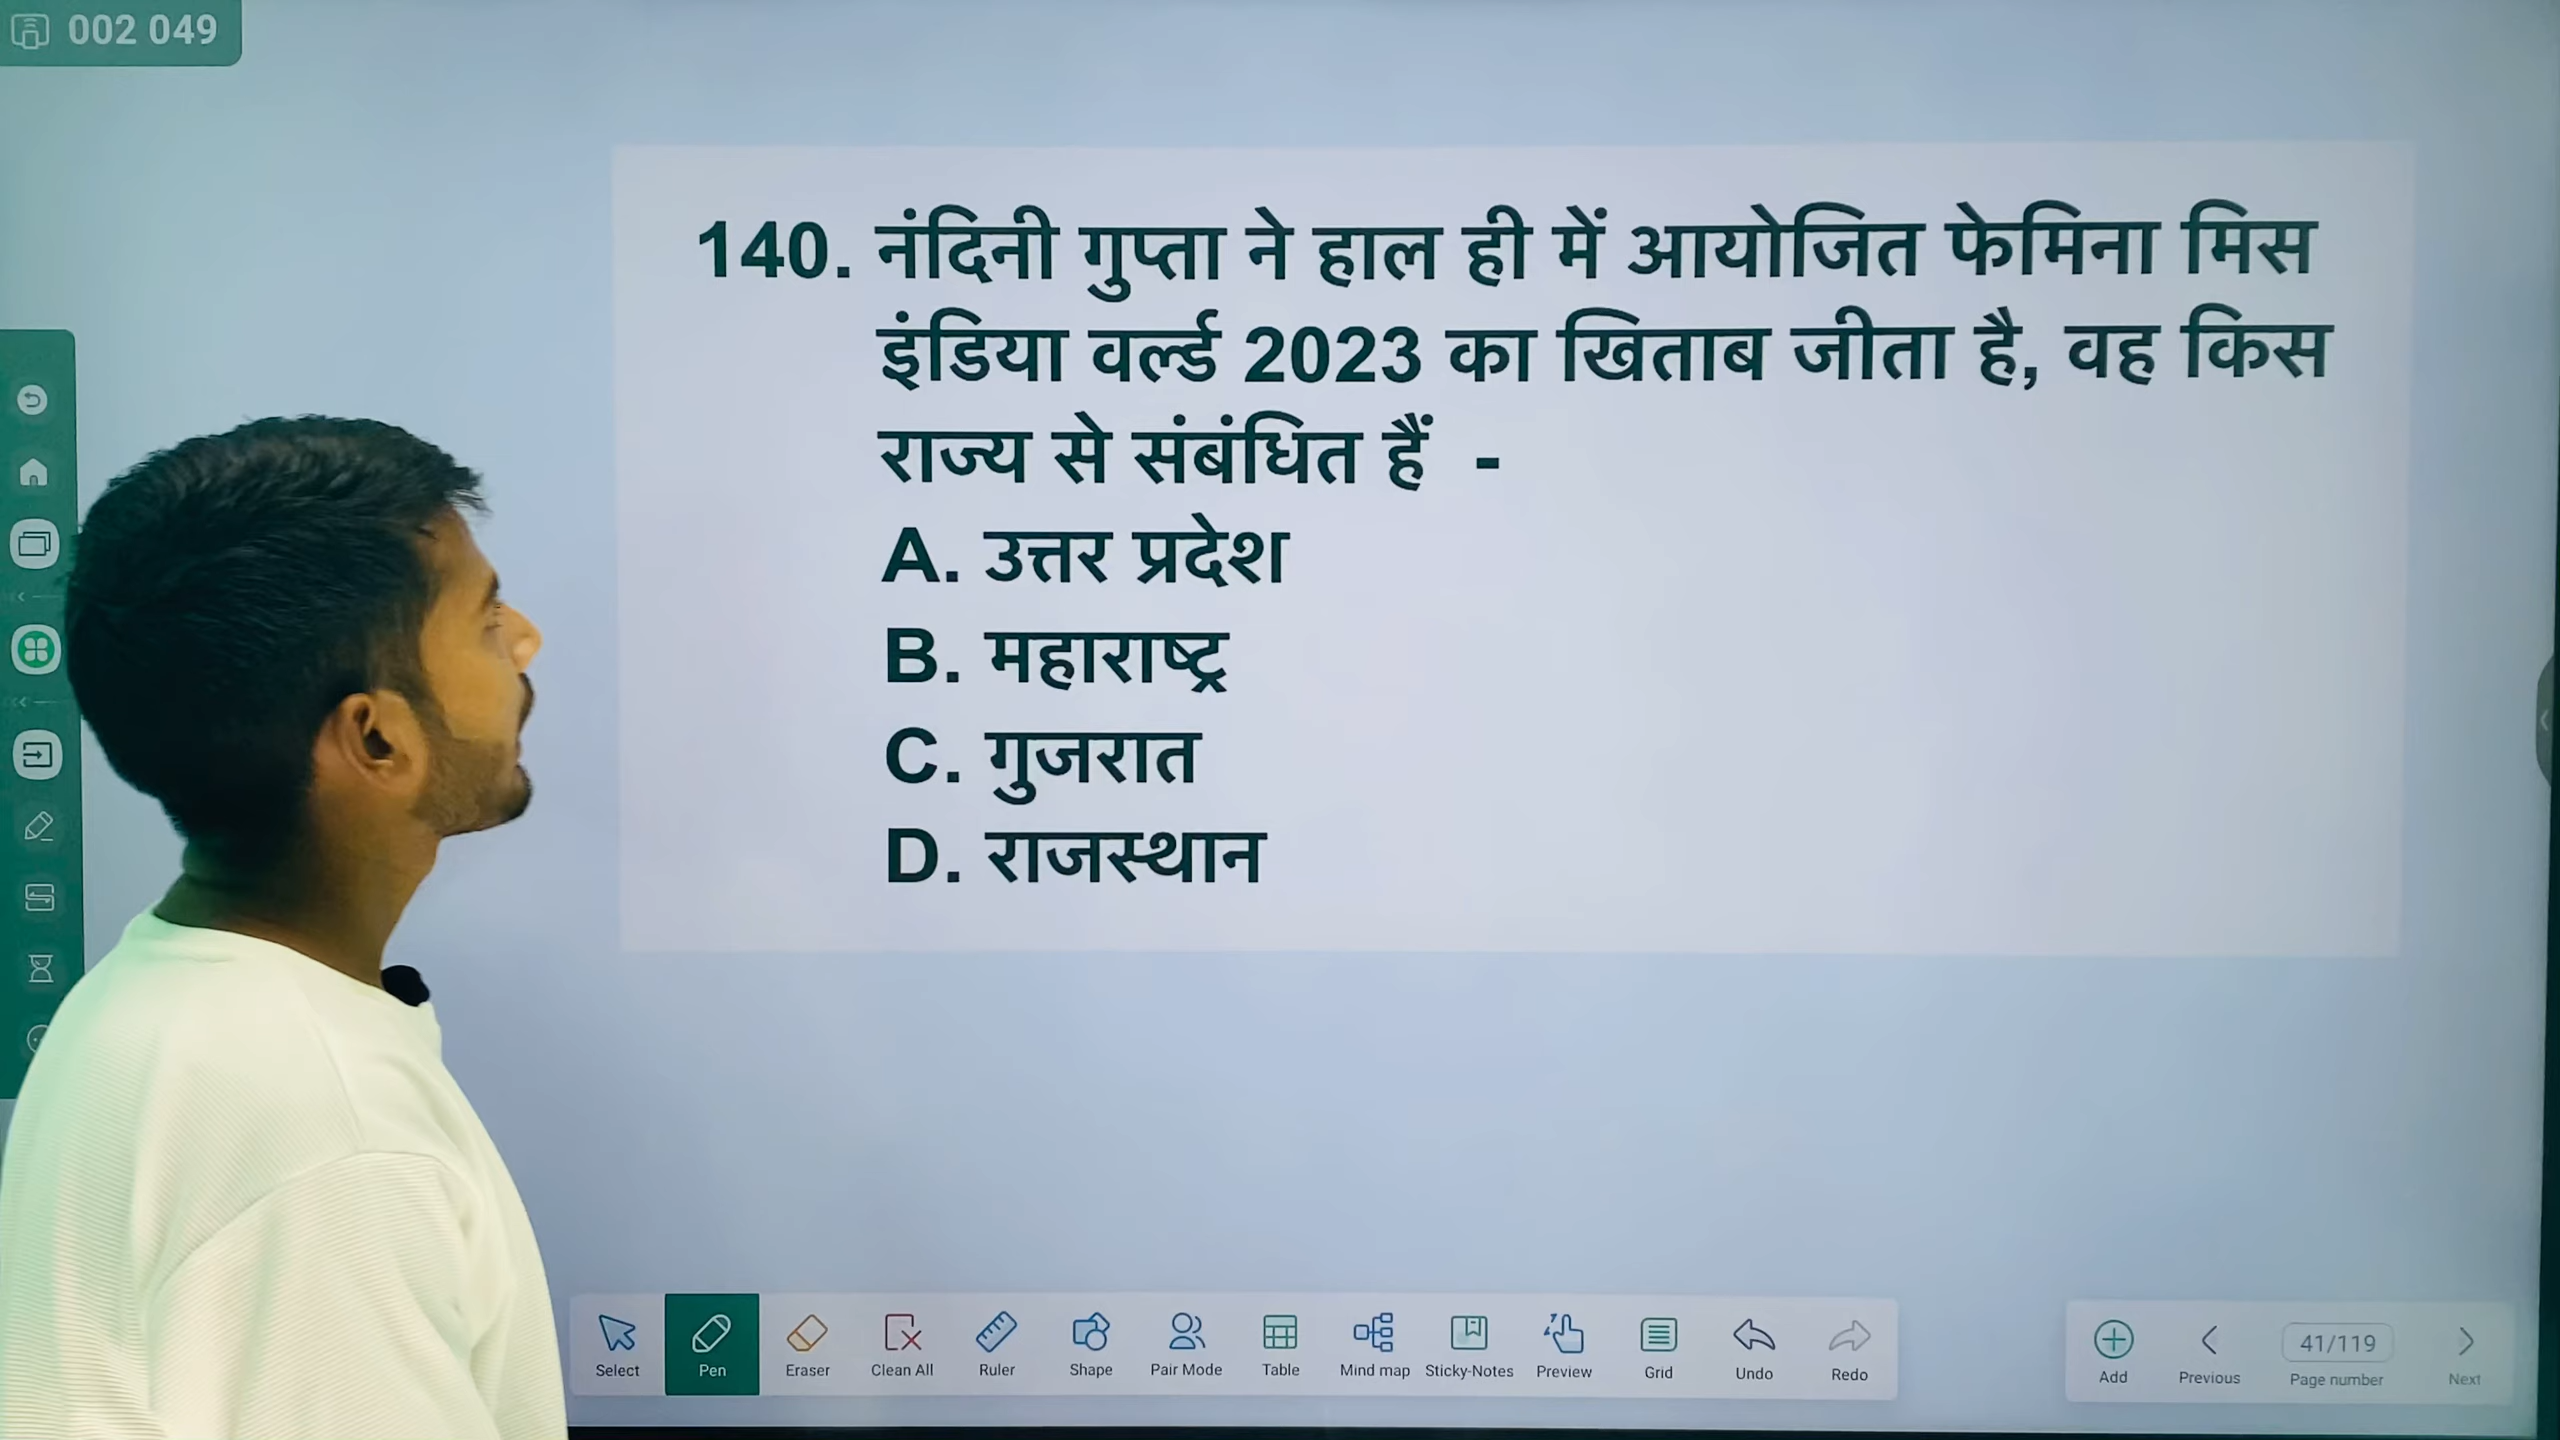 002 049
140. नंदिनी गुप्ता ने हाल ही में आयोजित फेमिना मिस
इंडिया वर्ल्ड 2023 का खिताब जीता है, वह किस
राज्य से संबंधित हैं -
A. उत्तर प्रदेश
B. महाराष्ट्र
C. गुजरात
D. राजस्थान
Select Pen Eraser Clean All Ruler Shape Pair Mode Table Mind map Sticky-Notes Preview Grid Undo Redo
41/119
Add Previous Page number Next